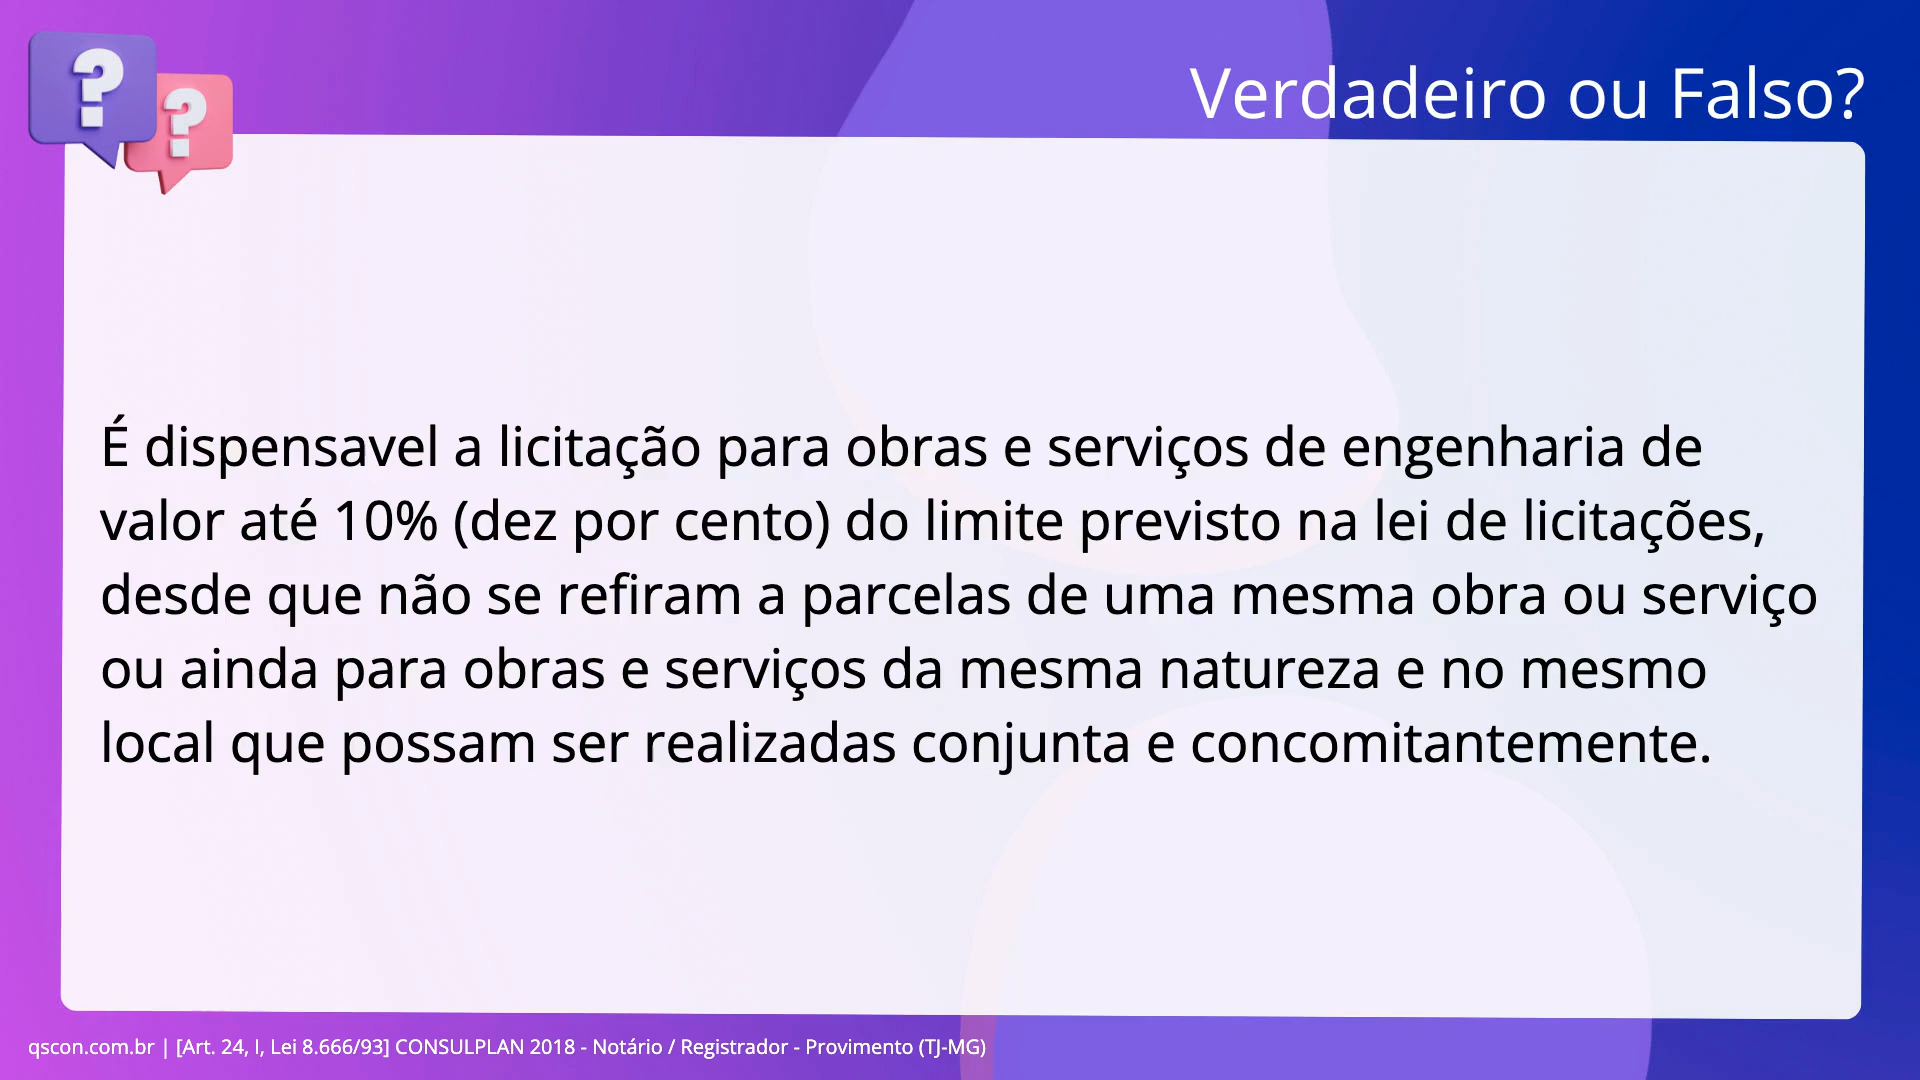 ? ?
Verdadeiro ou Falso?
É dispensavel a licitação para obras e serviços de engenharia de
valor até 10% (dez por cento) do limite previsto na lei de licitações,
desde que não se refiram a parcelas de uma mesma obra ou serviço
ou ainda para obras e serviços da mesma natureza e no mesmo
local que possam ser realizadas conjunta e concomitantemente.
qscon.com.br | [Art. 24, I, Lei 8.666/93] CONSULPLAN 2018 - Notário / Registrador - Provimento (TJ-MG)